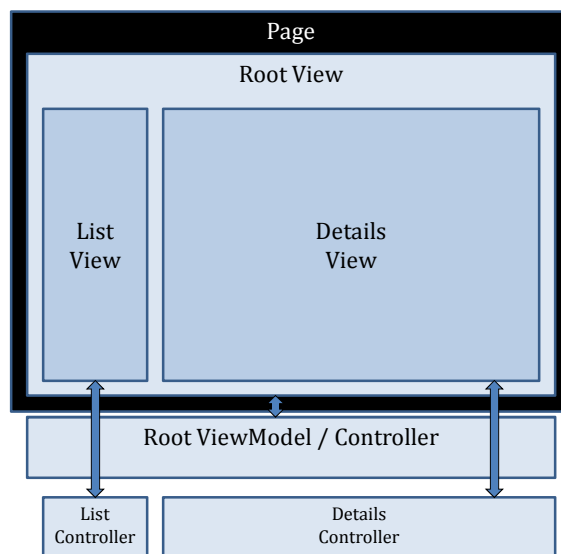 Page
Root View
List
View
Details
View
Root ViewModel / Controller
List
Controller
Details
Controller